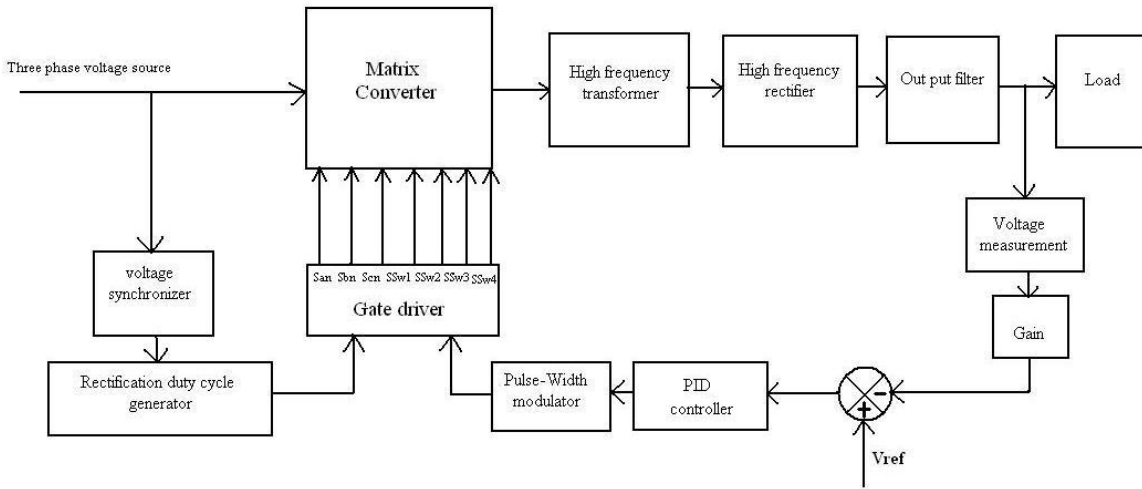 Three phase voltage source
Matrix
Converter
High frequency
transformer
High frequency
rectifier
Out put filter
Load
Voltage
measurement
voltage
synchronizer
San Sbn Scn SSw1 SSw2 SSw3 SSw4
Gate driver
Gain
Rectification duty cycle
generator
Pulse-Width
modulator
PID
controller
-
+
Vref